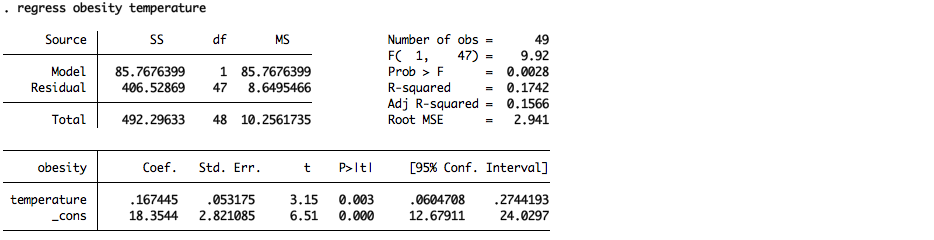 . regress obesity temperature
Source SS df MS Number of obs = 49
F( 1, 47) = 9.92
Model 85.7676399 1 85.7676399 Prob > F = 0.0028
Residual 406.52869 47 8.6495466 R-squared = 0.1742
Adj R-squared = 0.1566
Total 492.29633 48 10.2561735 Root MSE = 2.941
obesity Coef. Std. Err. t P>|t| [95% Conf. Interval]
temperature .167445 .053175 3.15 0.003 .0604708 .2744193
_cons 18.3544 2.821085 6.51 0.000 12.67911 24.0297